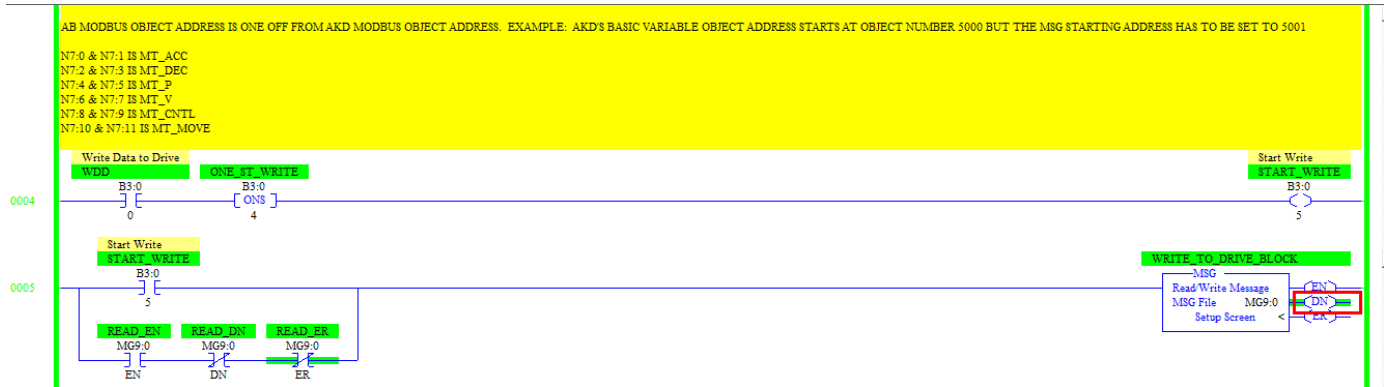 AB MODBUS OBJECT ADDRESS IS ONE OFF FROM AKD MODBUS OBJECT ADDRESS. EXAMPLE: AKD'S BASIC VARIABLE OBJECT ADDRESS STARTS AT OBJECT NUMBER 5000 BUT THE MSG STARTING ADDRESS HAS TO BE SET TO 5001
N7:0 & N7:1 IS MT_ACC
N7:2 & N7:3 IS MT_DEC
N7:4 & N7:5 IS MT_P
N7:6 & N7:7 IS MT_V
N7:8 & N7:9 IS MT_CNTL
N7:10 & N7:11 IS MT_MOVE
Write Data to Drive Start Write
WDD ONE_ST_WRITE START_WRITE
B3:0 B3:0 B3:0
0004 ONS
0 4 5
Start Write
START_WRITE WRITE_TO_DRIVE_BLOCK
B3:0 MSG
0005 Read/Write Message EN
5 MSG File MG9:0 DN
Setup Screen < ER
READ_EN READ_DN READ_ER
MG9:0 MG9:0 MG9:0
EN DN ER